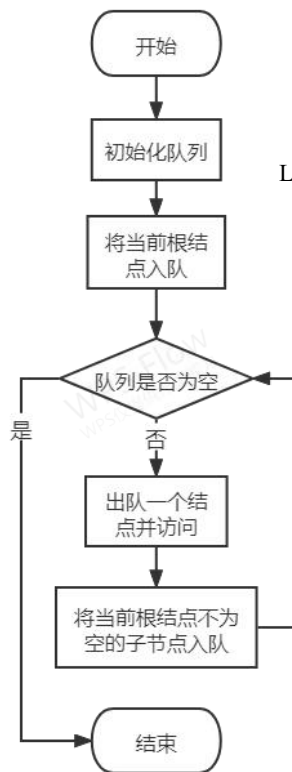 开始
初始化队列
L
将当前根结
点入队
队列是否为空
是
否
出队一个结
点并访问
将当前根结点不为
空的子节点入队
结束